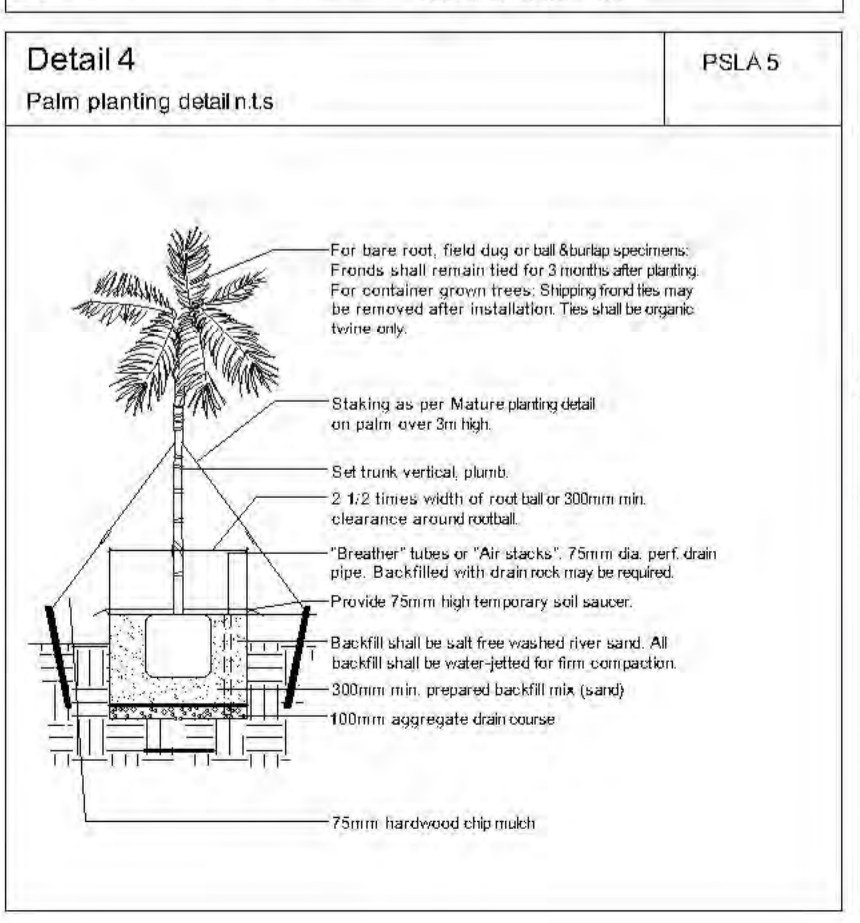 Detail 4
PSLA 5
Palm planting detail n.t.s
For bare root, field dug or ball &burlap specimens:
Fronds shall remain tied for 3 months after planting.
For container grown trees; Shipping frond ties may
be removed after installation. Ties shall be organic
twine only.
Staking as per Mature planting detail
on palm over 3m high.
Set trunk vertical, plumb.
2 1/2 times width of root ball or 300mm min.
clearance around rootball.
"Breather" tubes or "Air stacks". 75mm dia. perf. drain
pipe. Backfilled with drain rock may be required.
Provide 75mm high temporary soil saucer.
Backfill shall be salt free washed river sand. All
backfill shall be water-jetted for firm compaction.
300mm min. prepared backfill mix (sand)
100mm aggregate drain course
75mm hardwood chip mulch